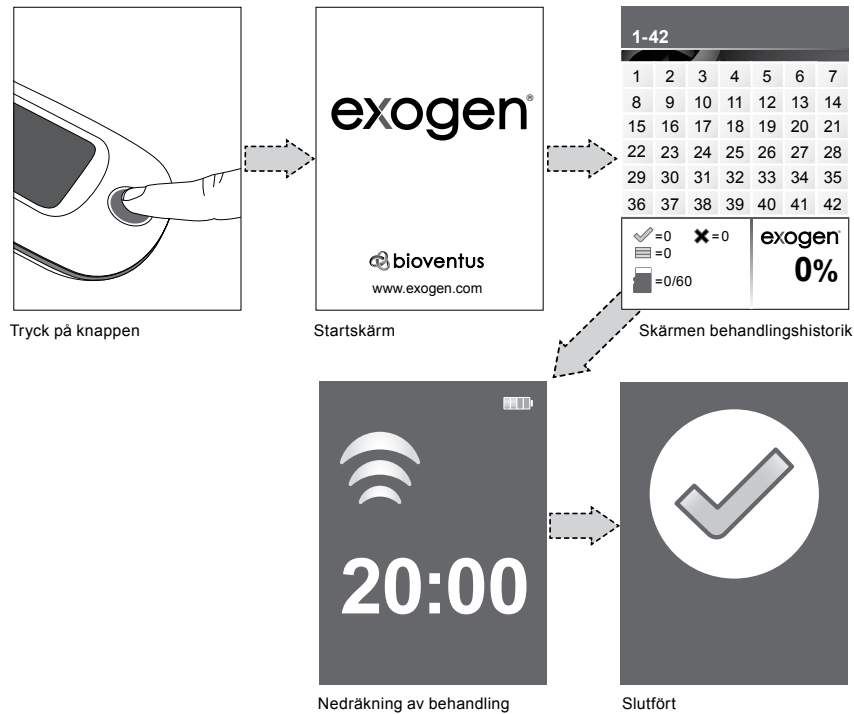 exogen®
bioventus
www.exogen.com
1-42
1 2 3 4 5 6 7
8 9 10 11 12 13 14
15 16 17 18 19 20 21
22 23 24 25 26 27 28
29 30 31 32 33 34 35
36 37 38 39 40 41 42
=0 =0
=0
=0/60
exogen®
0%
Tryck på knappen
Startskärm
Skärmen behandlingshistorik
20:00
Nedräkning av behandling
Slutfört